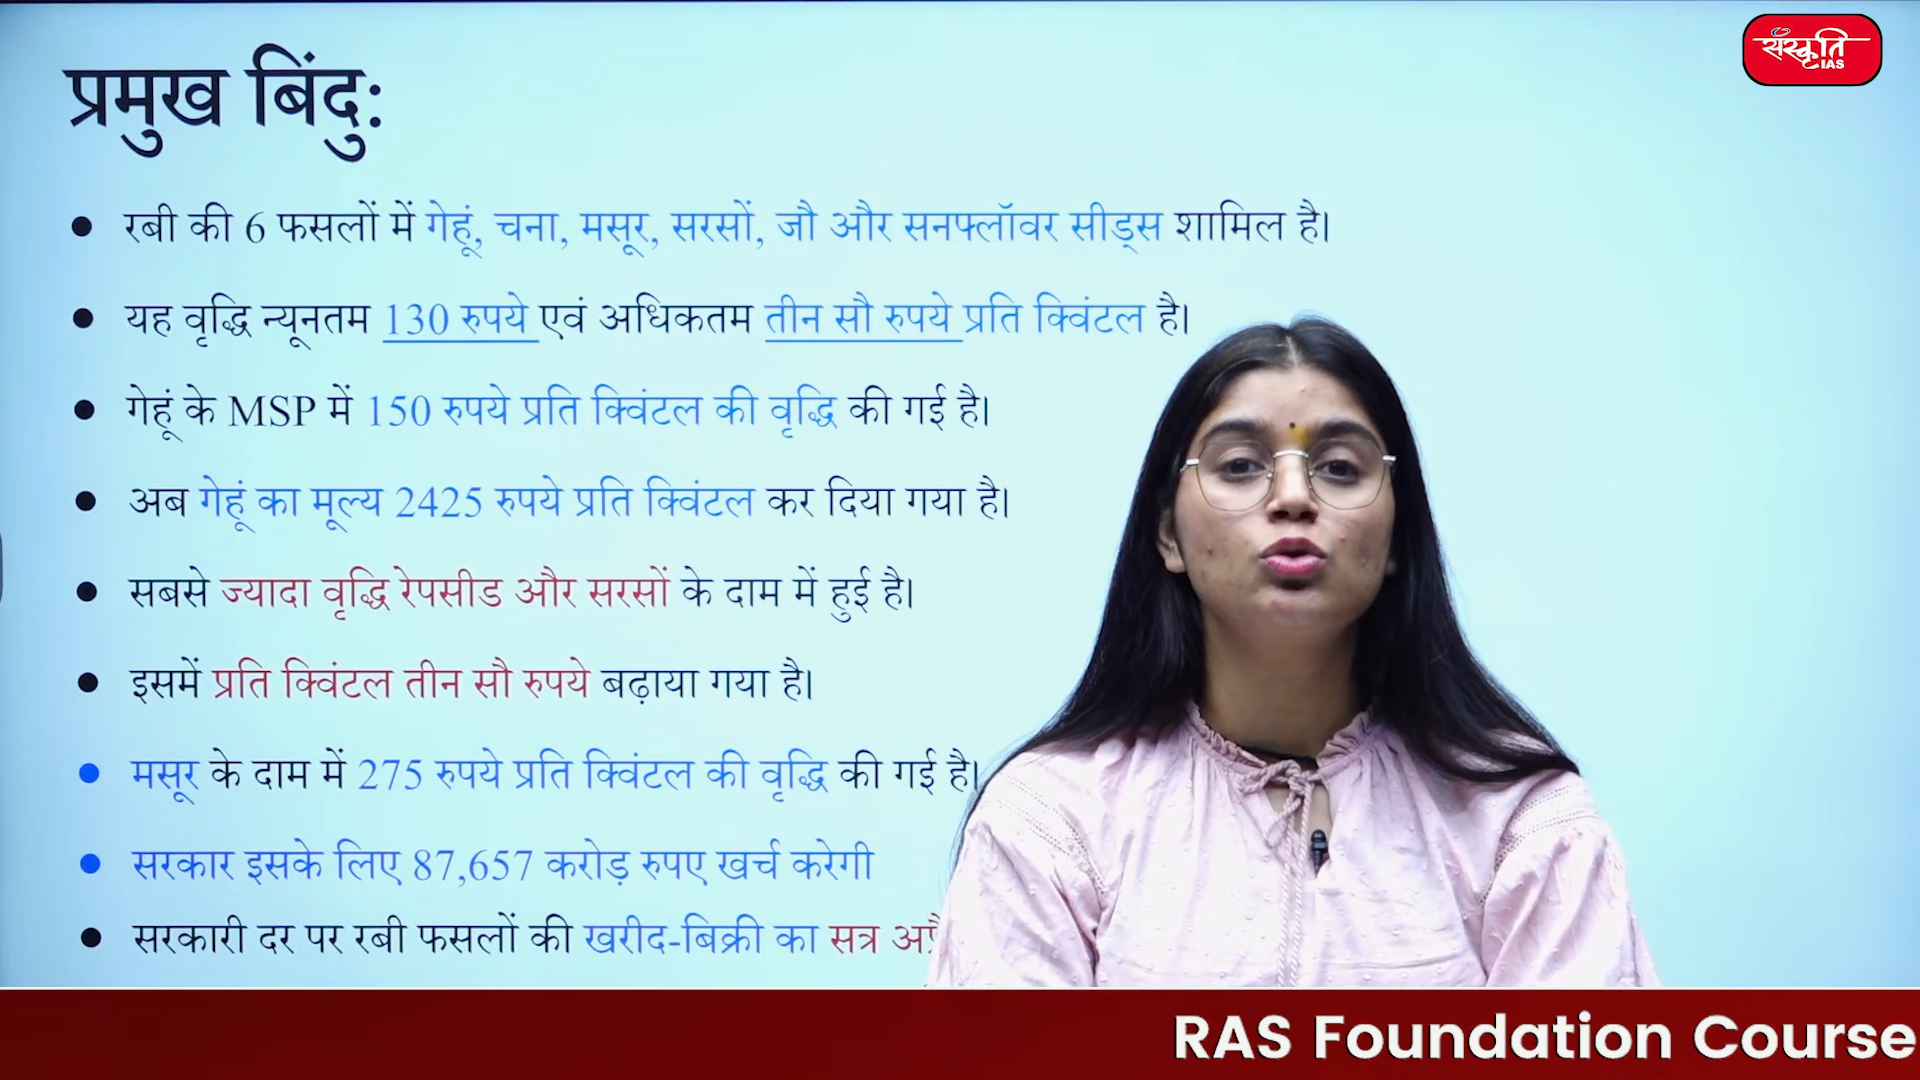 संस्कृति
IAS
प्रमुख बिंदु:
• रबी की 6 फसलों में गेहूं, चना, मसूर, सरसों, जौ और सनफ्लॉवर सीड्स शामिल है।
• यह वृद्धि न्यूनतम 130 रुपये एवं अधिकतम तीन सौ रुपये प्रति क्विंटल है।
• गेहूं के MSP में 150 रुपये प्रति क्विंटल की वृद्धि की गई है।
• अब गेहूं का मूल्य 2425 रुपये प्रति क्विंटल कर दिया गया है।
• सबसे ज्यादा वृद्धि रेपसीड और सरसों के दाम में हुई है।
• इसमें प्रति क्विंटल तीन सौ रुपये बढ़ाया गया है।
• मसूर के दाम में 275 रुपये प्रति क्विंटल की वृद्धि की गई है।
• सरकार इसके लिए 87,657 करोड़ रुपए खर्च करेगी
• सरकारी दर पर रबी फसलों की खरीद-बिक्री का सत्र
RAS Foundation Course